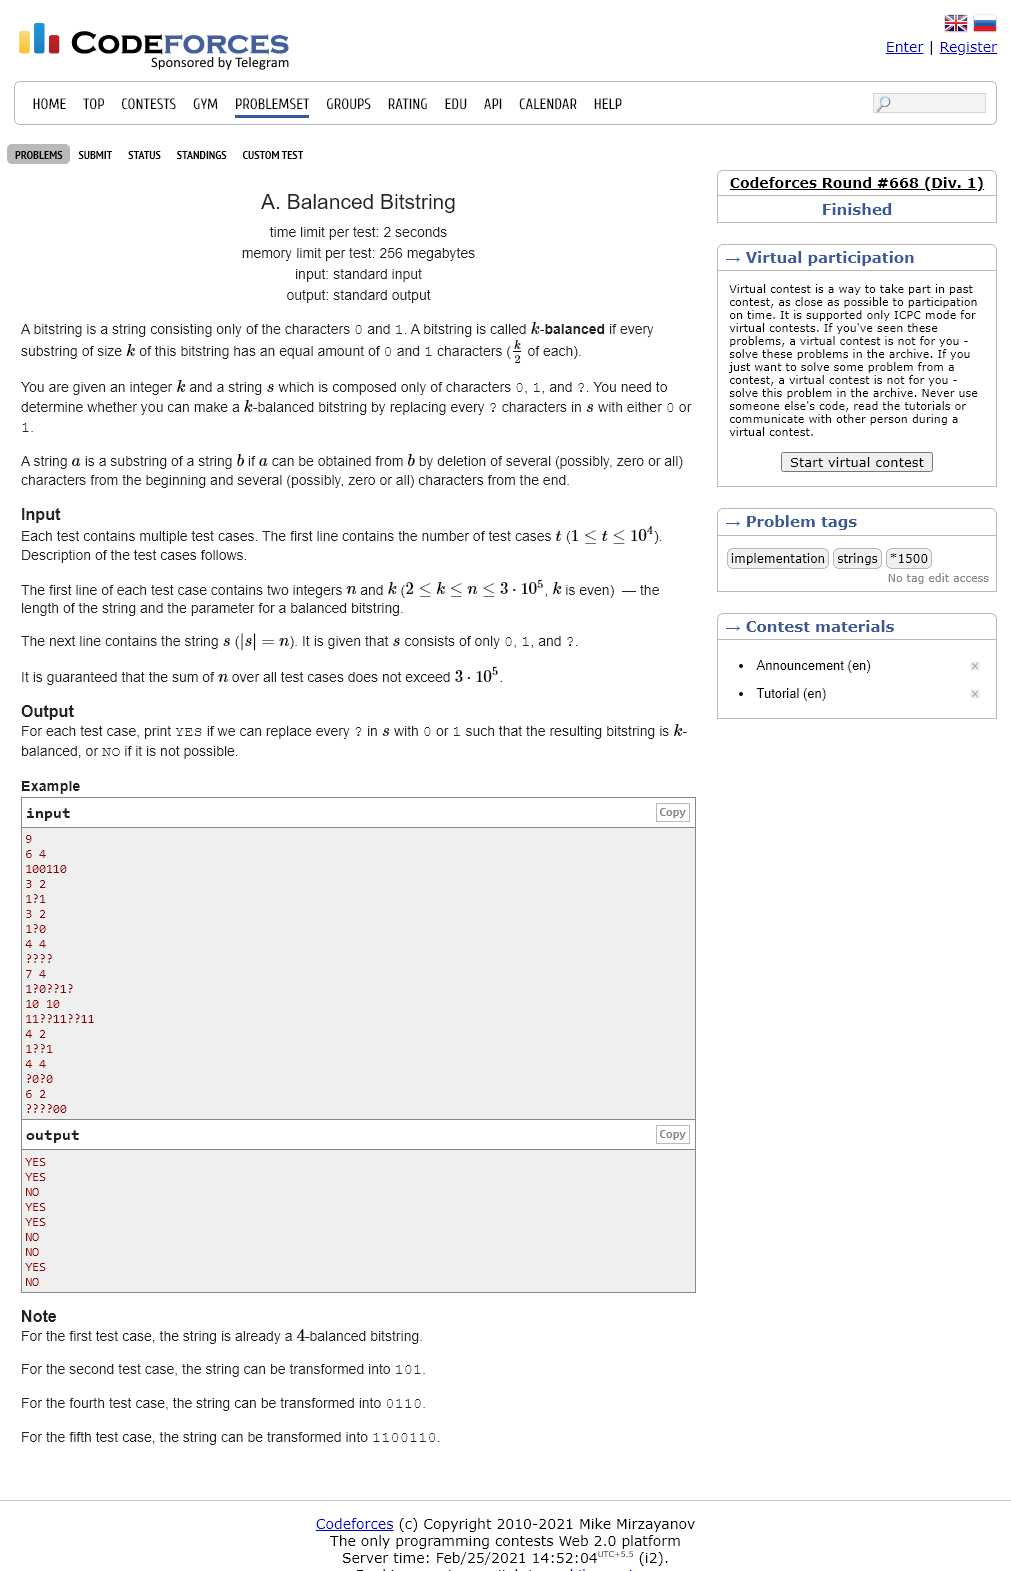 CODEFORCES
Sponsored by Telegram
Enter | Register
HOME TOP CONTESTS GYM PROBLEMSET GROUPS RATING EDU API CALENDAR HELP
PROBLEMS SUBMIT STATUS STANDINGS CUSTOM TEST
A. Balanced Bitstring
time limit per test: 2 seconds
memory limit per test: 256 megabytes
input: standard input
output: standard output
A bitstring is a string consisting only of the characters 0 and 1. A bitstring is called k-balanced if every
substring of size k of this bitstring has an equal amount of 0 and 1 characters (k/2 of each).
You are given an integer k and a string s which is composed only of characters 0, 1, and ?. You need to
determine whether you can make a k-balanced bitstring by replacing every ? characters in s with either 0 or
1.
A string a is a substring of a string b if a can be obtained from b by deletion of several (possibly, zero or all)
characters from the beginning and several (possibly, zero or all) characters from the end.
Input
Each test contains multiple test cases. The first line contains the number of test cases t (1 ≤ t ≤ 10⁴).
Description of the test cases follows.
The first line of each test case contains two integers n and k (2 ≤ k ≤ n ≤ 3 · 10⁵, k is even) — the
length of the string and the parameter for a balanced bitstring.
The next line contains the string s (|s| = n). It is given that s consists of only 0, 1, and ?.
It is guaranteed that the sum of n over all test cases does not exceed 3 · 10⁵.
Output
For each test case, print YES if we can replace every ? in s with 0 or 1 such that the resulting bitstring is k-
balanced, or NO if it is not possible.
Example
input Copy
9
6 4
100110
3 2
1?1
3 2
1?0
4 4
????
7 4
1?0??1?
10 10
11??11??11
4 2
1??1
4 4
?0?0
6 2
????00
output Copy
YES
YES
NO
YES
YES
NO
NO
YES
NO
Note
For the first test case, the string is already a 4-balanced bitstring.
For the second test case, the string can be transformed into 101.
For the fourth test case, the string can be transformed into 0110.
For the fifth test case, the string can be transformed into 1100110.
Codeforces Round #668 (Div. 1)
Finished
→ Virtual participation
Virtual contest is a way to take part in past
contest, as close as possible to participation
on time. It is supported only ICPC mode for
virtual contests. If you've seen these
problems, a virtual contest is not for you -
solve these problems in the archive. If you
just want to solve some problem from a
contest, a virtual contest is not for you -
solve this problem in the archive. Never use
someone else's code, read the tutorials or
communicate with other person during a
virtual contest.
Start virtual contest
→ Problem tags
implementation strings *1500
No tag edit access
→ Contest materials
Announcement (en)
Tutorial (en)
Codeforces (c) Copyright 2010-2021 Mike Mirzayanov
The only programming contests Web 2.0 platform
Server time: Feb/25/2021 14:52:04 UTC+5.5 (i2).